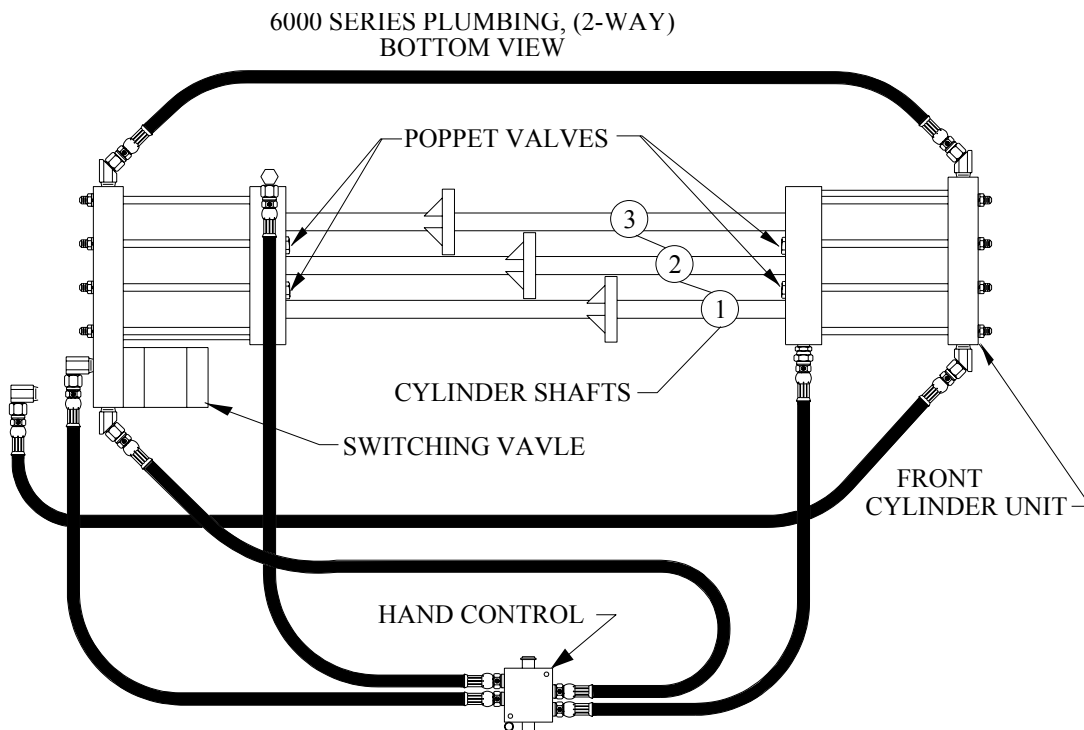 6000 SERIES PLUMBING, (2-WAY)
BOTTOM VIEW
POPPET VALVES
3
2
1
CYLINDER SHAFTS
SWITCHING VAVLE
FRONT
CYLINDER UNIT
HAND CONTROL